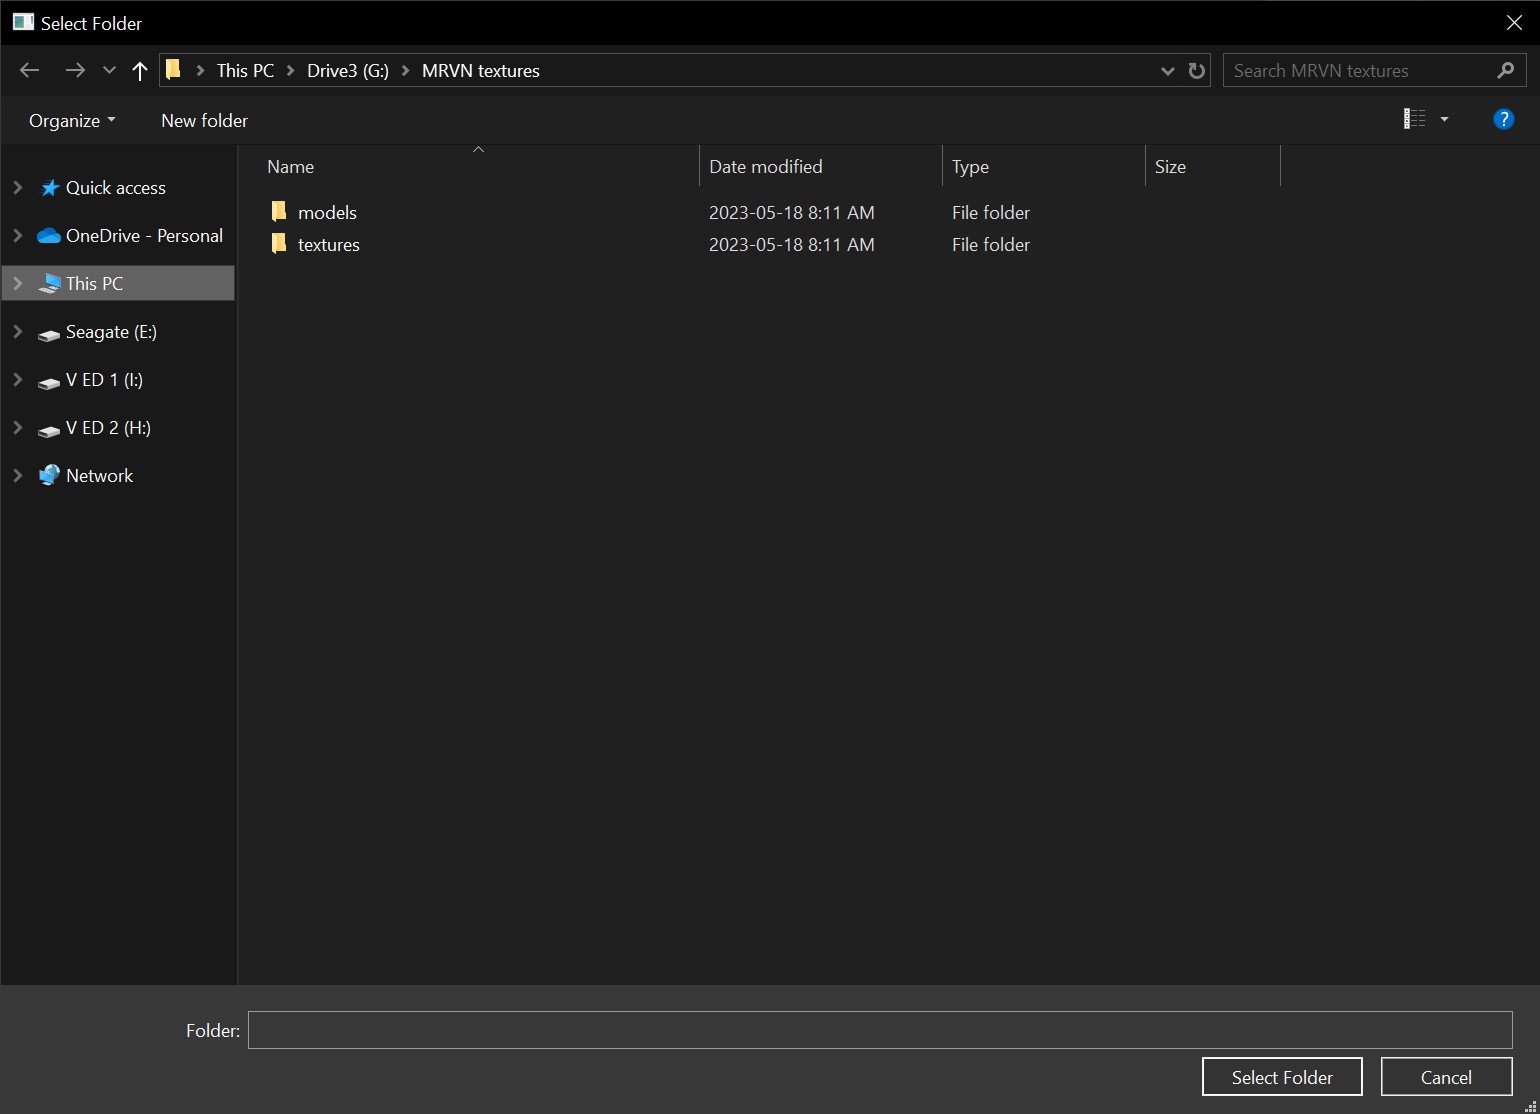 Select Folder
This PC > Drive3 (G:) > MRVN textures
Search MRVN textures
Organize
New folder
?
Name
Date modified
Type
Size
models
2023-05-18 8:11 AM
File folder
textures
2023-05-18 8:11 AM
File folder
Quick access
OneDrive - Personal
This PC
Seagate (E:)
V ED 1 (I:)
V ED 2 (H:)
Network
Folder:
Select Folder
Cancel